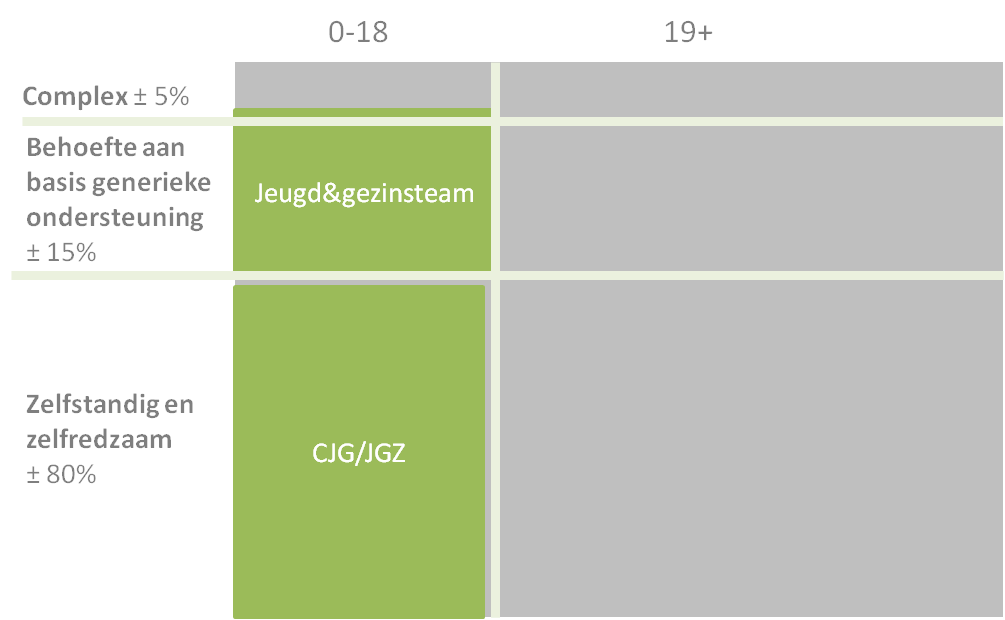 0-18
19+
Complex ± 5%
Behoefte aan
basis generieke
ondersteuning
± 15%
Jeugd&gezinsteam
Zelfstandig en
zelfredzaam
± 80%
CJG/JGZ